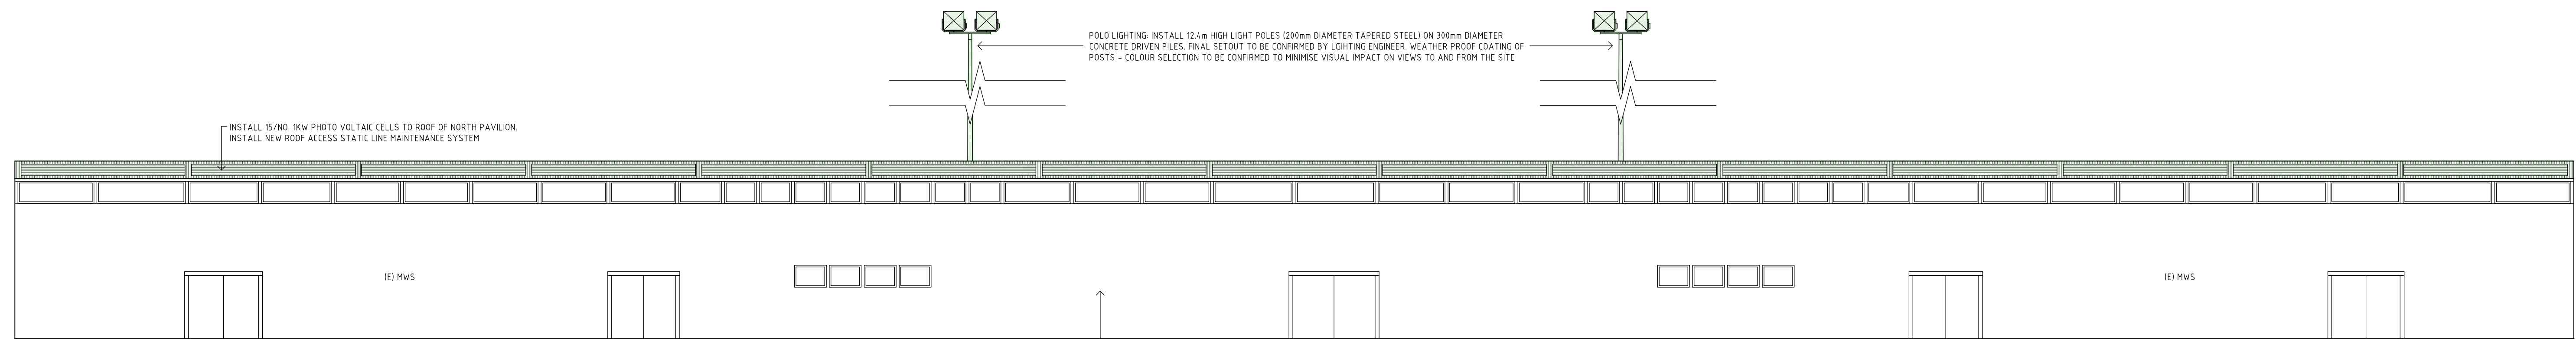 POLO LIGHTING: INSTALL 12.4m HIGH LIGHT POLES (200mm DIAMETER TAPERED STEEL) ON 300mm DIAMETER
CONCRETE DRIVEN PILES. FINAL SETOUT TO BE CONFIRMED BY LGIHTING ENGINEER. WEATHER PROOF COATING OF
POSTS - COLOUR SELECTION TO BE CONFIRMED TO MINIMISE VISUAL IMPACT ON VIEWS TO AND FROM THE SITE
INSTALL 15/NO. 1KW PHOTO VOLTAIC CELLS TO ROOF OF NORTH PAVILION.
INSTALL NEW ROOF ACCESS STATIC LINE MAINTENANCE SYSTEM
(E) MWS
(E) MWS